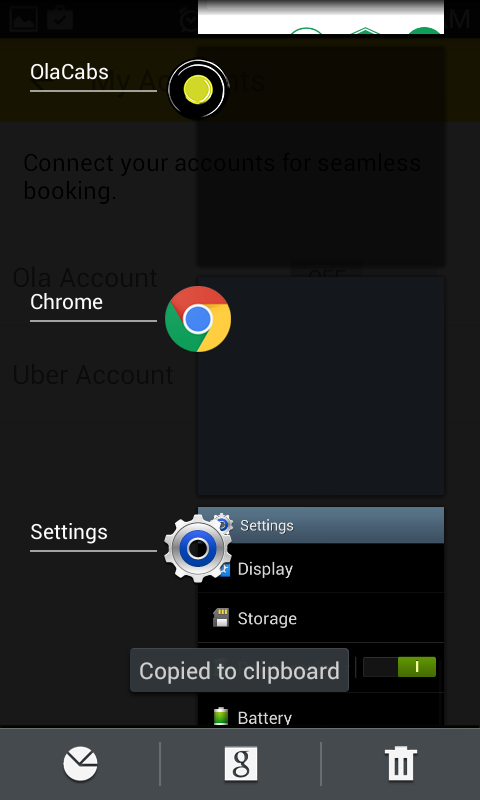 M
OlaCabs
My Accounts
Connect your accounts for seamless
booking.
Ola Account
OFF
Chrome
Uber Account
Settings
Settings
Display
Storage
Copied to clipboard
Battery
g